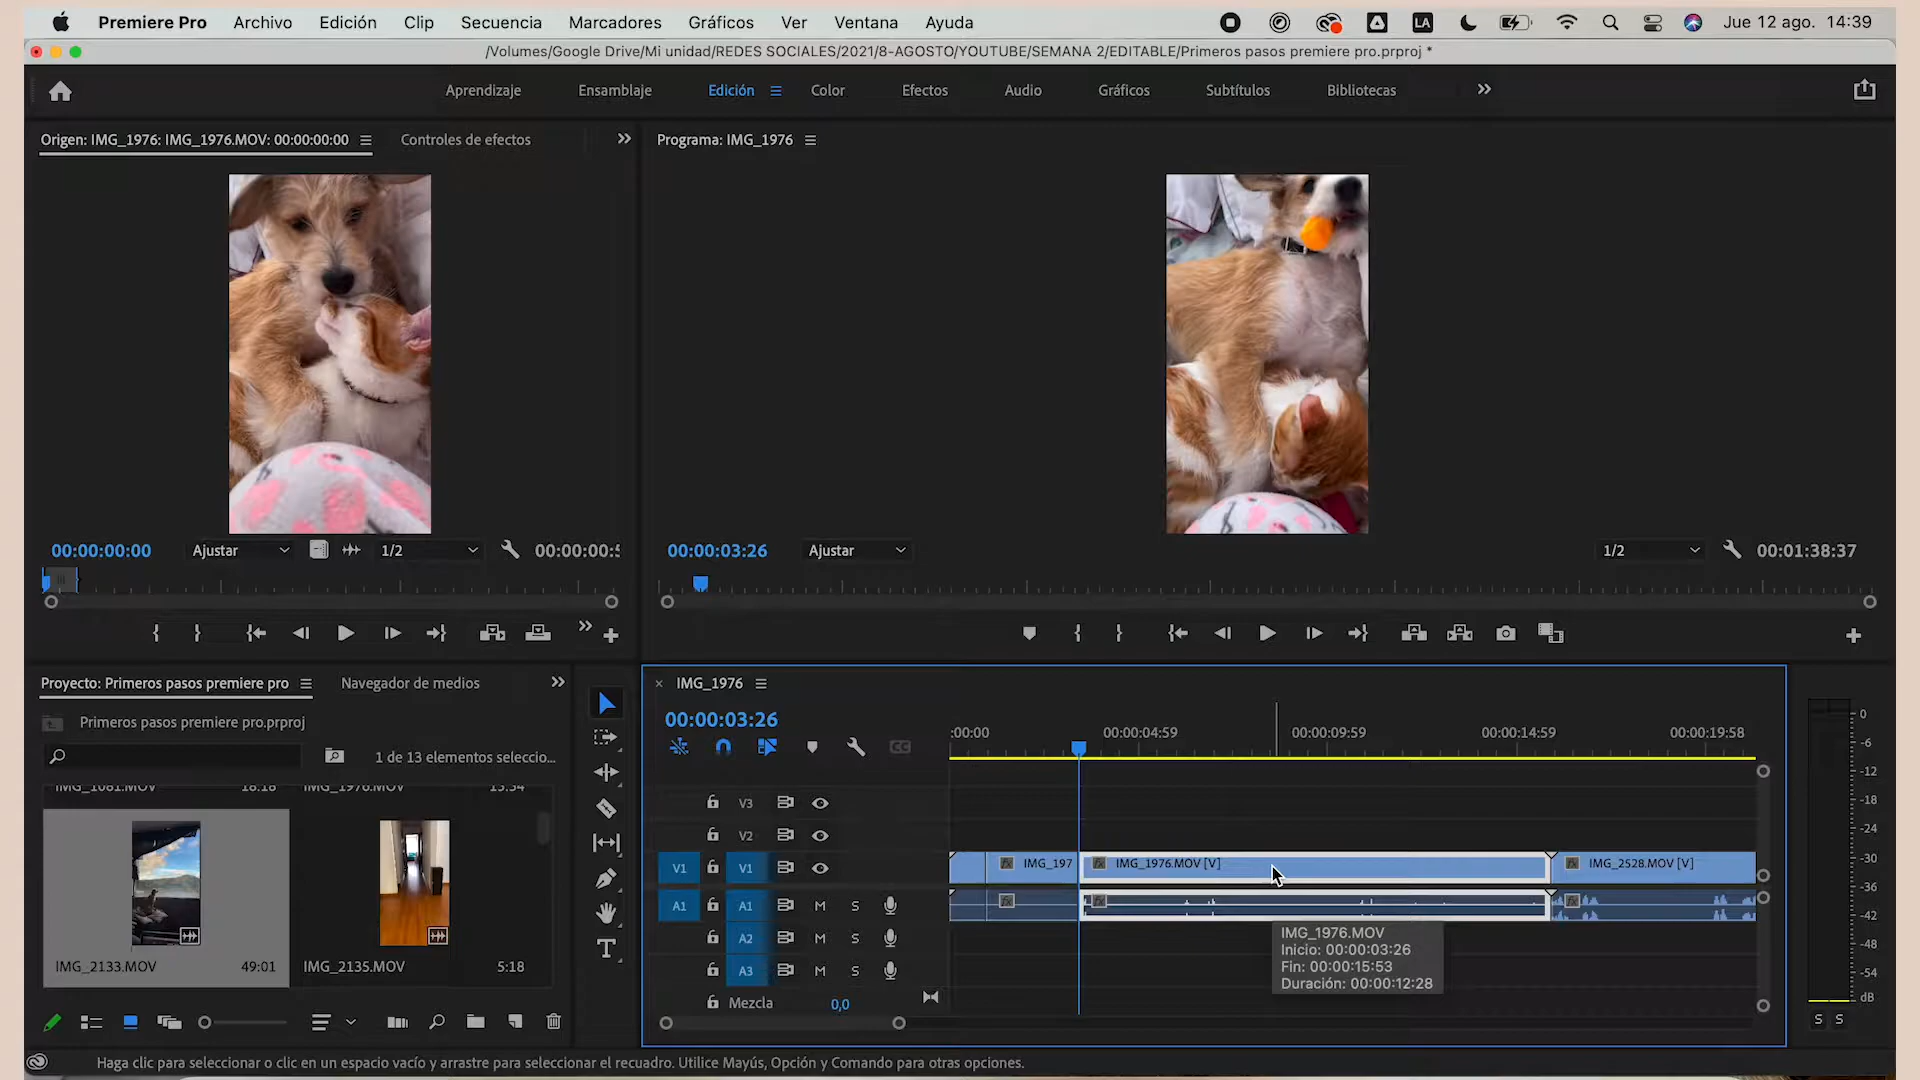 Premiere Pro Archivo Edición Clip Secuencia Marcadores Gráficos Ver Ventana Ayuda LA Jue 12 ago. 14:39
/Volumes/Google Drive/Mi unidad/REDES SOCIALES/2021/8-AGOSTO/YOUTUBE/SEMANA 2/EDITABLE/Primeros pasos premiere pro.prproj *
Aprendizaje Ensamblaje Edición Color Efectos Audio Gráficos Subtítulos Bibliotecas
Origen: IMG_1976: IMG_1976.MOV: 00:00:00:00 Controles de efectos Programa: IMG_1976
00:00:00:00 Ajustar 1/2 00:00:00:5 00:00:03:26 Ajustar 1/2 00:01:38:37
Proyecto: Primeros pasos premiere pro Navegador de medios IMG_1976
Primeros pasos premiere pro.prproj 00:00:03:26
:00:00 00:00:04:59 00:00:09:59 00:00:14:59 00:00:19:58
1 de 13 elementos seleccio... CC
IMG_1081.MOV 18:18 IMG_1976.MOV 15:54
V3
V2
V1 V1 IMG_197 IMG_1976.MOV [V] IMG_2528.MOV [V]
A1 A1 M S
A2 M S
A3 M S
Mezcla 0,0
IMG_1976.MOV
Inicio: 00:00:03:26
Fin: 00:00:15:53
Duración: 00:00:12:28
IMG_2133.MOV 49:01 IMG_2135.MOV 5:18
0
-6
-12
-18
-24
-30
-36
-42
-48
-54
dB
S S
Haga clic para seleccionar o clic en un espacio vacío y arrastre para seleccionar el recuadro. Utilice Mayús, Opción y Comando para otras opciones.